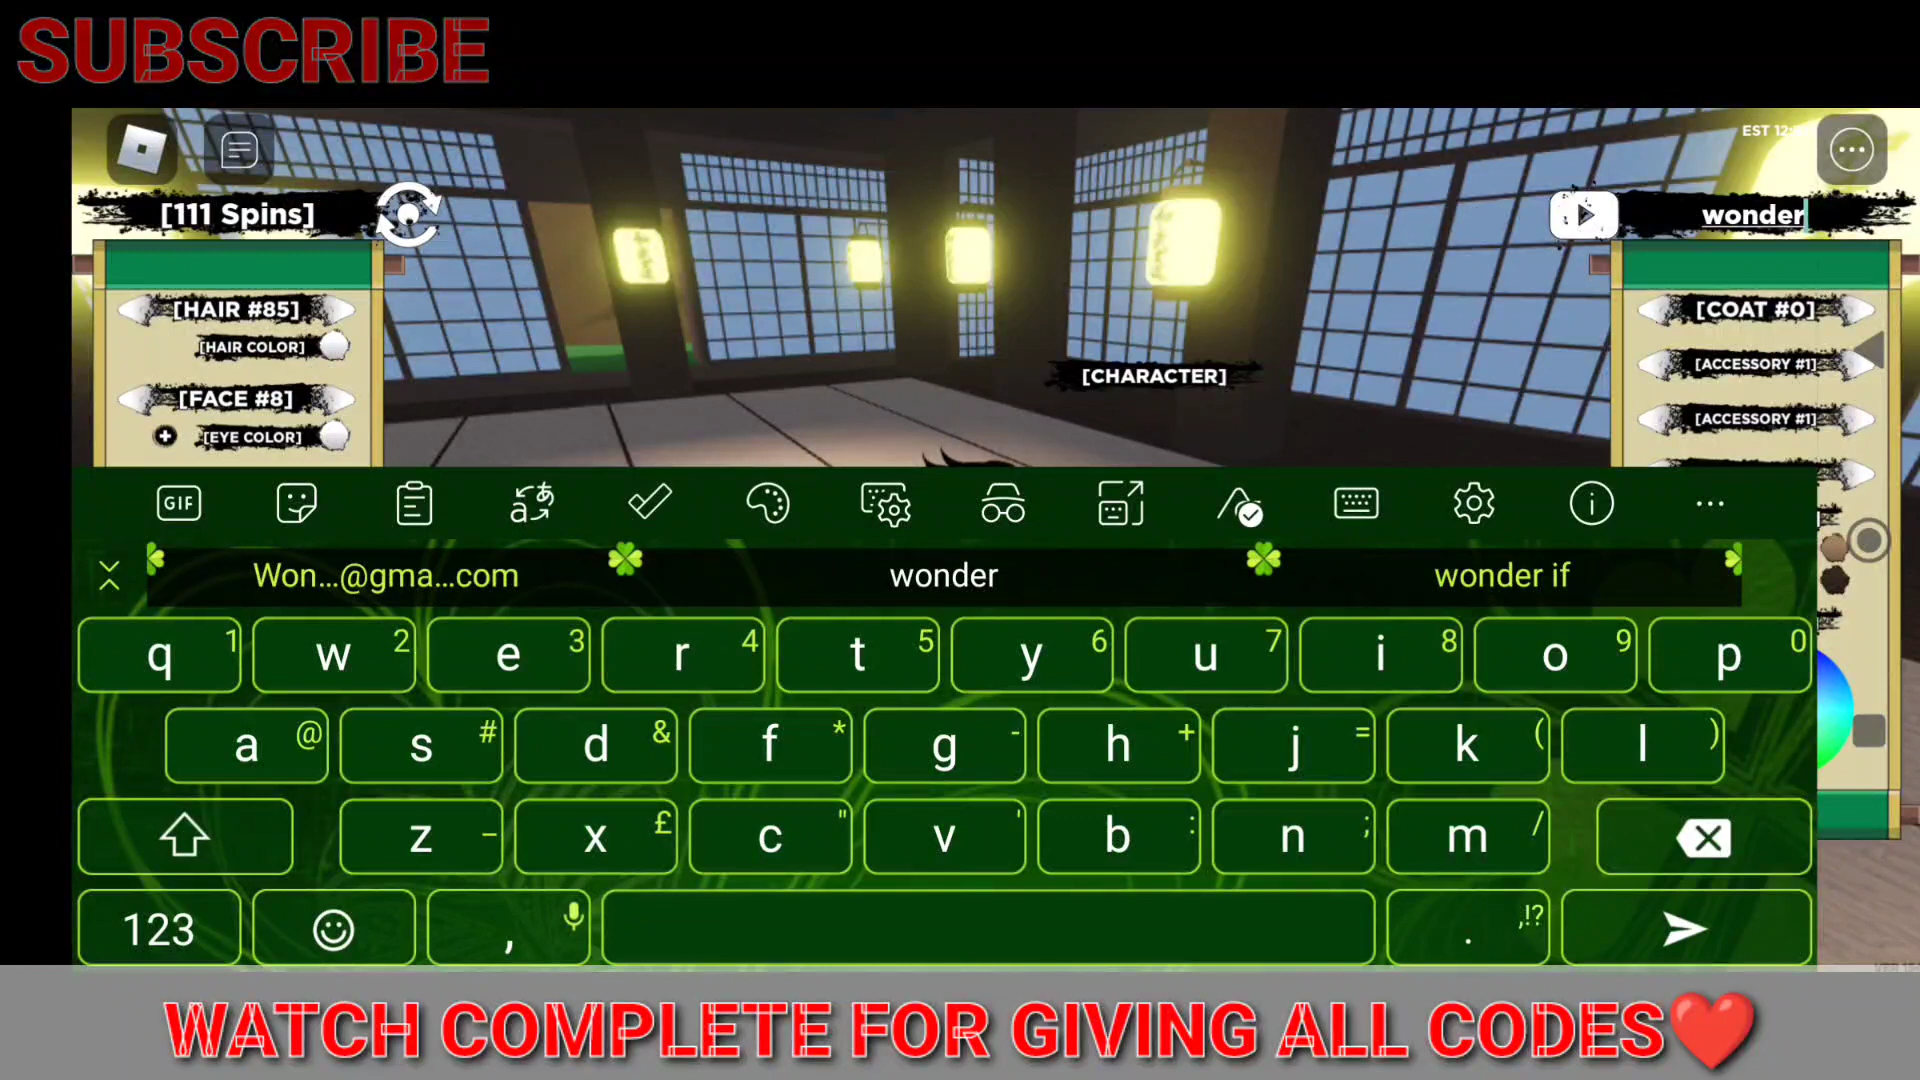 SUBSCRIBE
EST 12:
[111 Spins]
wonder
[HAIR #85]
[HAIR COLOR]
[FACE #8]
[EYE COLOR]
[CHARACTER]
[COAT #0]
[ACCESSORY #1]
[ACCESSORY #1]
GIF
Won...@gma...com wonder wonder if
q 1 w 2 e 3 r 4 t 5 y 6 u 7 i 8 o 9 p 0
a @ s # d & f * g - h + j = k ( l )
z _ x £ c " v ' b : n ; m /
123 , . ,!?
WATCH COMPLETE FOR GIVING ALL CODES❤️